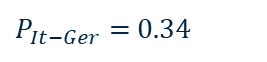 P_{It-Ger} = 0.34